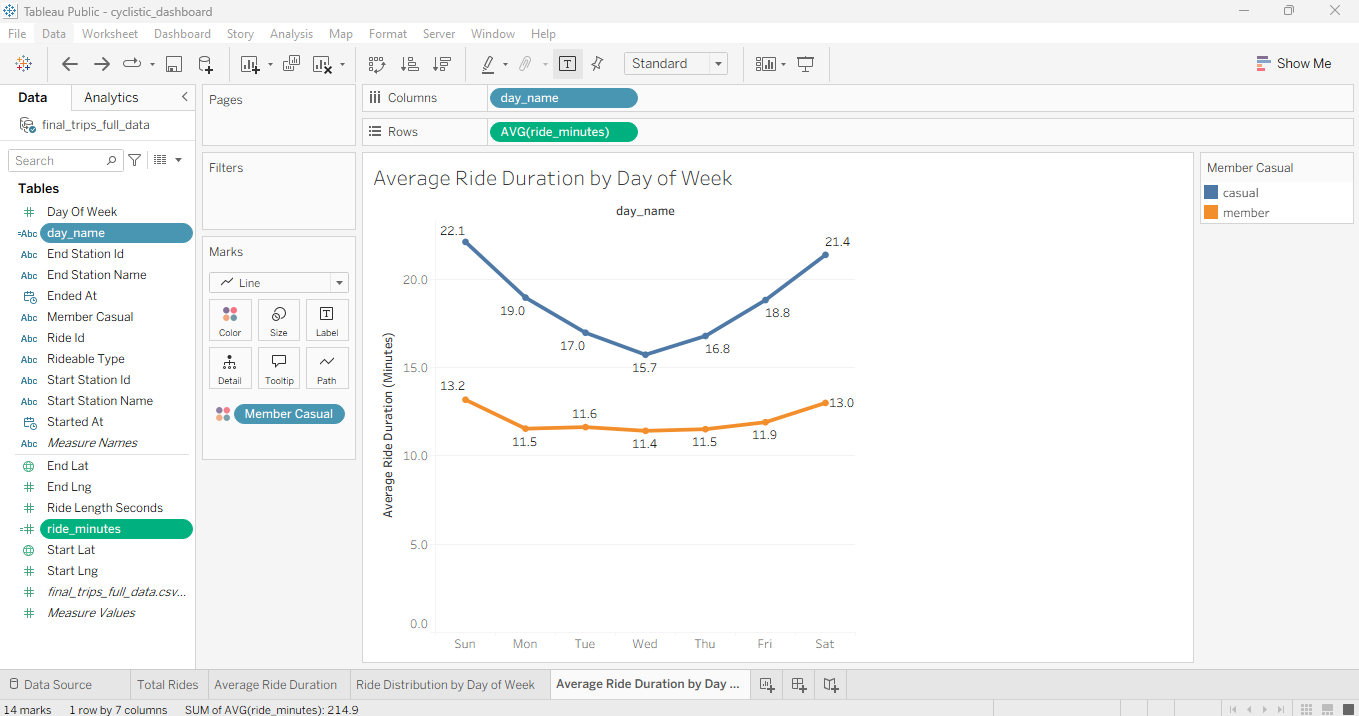 Tableau Public - cyclistic_dashboard
File Data Worksheet Dashboard Story Analysis Map Format Server Window Help
Standard
Show Me
Data Analytics
final_trips_full_data
Search
Tables
Day Of Week
Abc day_name
Abc End Station Id
Abc End Station Name
Ended At
Abc Member Casual
Abc Ride Id
Abc Rideable Type
Abc Start Station Id
Abc Start Station Name
Started At
Abc Measure Names
End Lat
End Lng
Ride Length Seconds
ride_minutes
Start Lat
Start Lng
final_trips_full_data.csv...
Measure Values
Pages
Filters
Marks
Line
Color Size Label
Detail Tooltip Path
Member Casual
Columns day_name
Rows AVG(ride_minutes)
Average Ride Duration by Day of Week
day_name
Average Ride Duration (Minutes)
20.0
15.0
10.0
5.0
0.0
22.1
19.0
17.0
15.7
16.8
18.8
21.4
13.2
11.5
11.6
11.4
11.5
11.9
13.0
Sun Mon Tue Wed Thu Fri Sat
Member Casual
casual
member
Data Source Total Rides Average Ride Duration Ride Distribution by Day of Week Average Ride Duration by Day ...
14 marks 1 row by 7 columns SUM of AVG(ride_minutes): 214.9